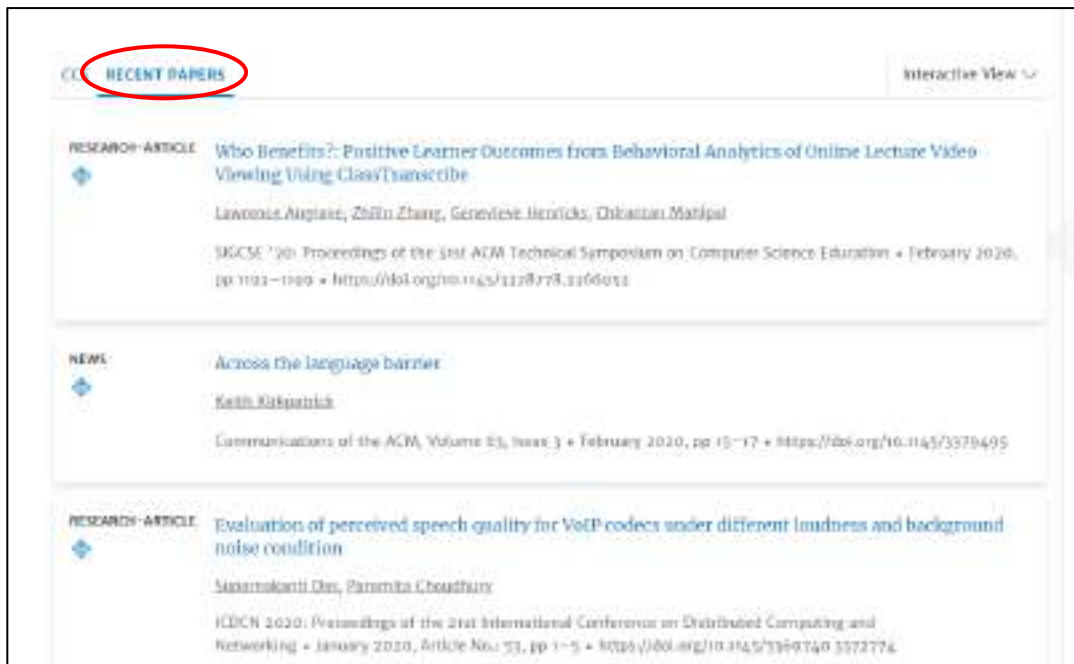 RECENT PAPERS
Interactive View
RESEARCH-ARTICLE
Who Benefits?: Positive Learner Outcomes from Behavioral Analytics of Online Lecture Video
Viewing Using ClassTranscribe
Lawrence Angrave, Zhilin Zhang, Genevieve Henricks, Chirantan Mahipal
SIGCSE '20: Proceedings of the 51st ACM Technical Symposium on Computer Science Education • February 2020,
pp 1193–1199 • https://doi.org/10.1145/3328778.3366953
NEWS
Across the language barrier
Keith Kirkpatrick
Communications of the ACM, Volume 63, Issue 3 • February 2020, pp 15–17 • https://doi.org/10.1145/3379495
RESEARCH-ARTICLE
Evaluation of perceived speech quality for VoIP codecs under different loudness and background
noise condition
Das, Paromita Choudhury
ICDCN 2020: Proceedings of the 21st International Conference on Distributed Computing and
Networking • January 2020, Article No.: 53, pp 1–5 • https://doi.org/10.1145/3369740.3372774